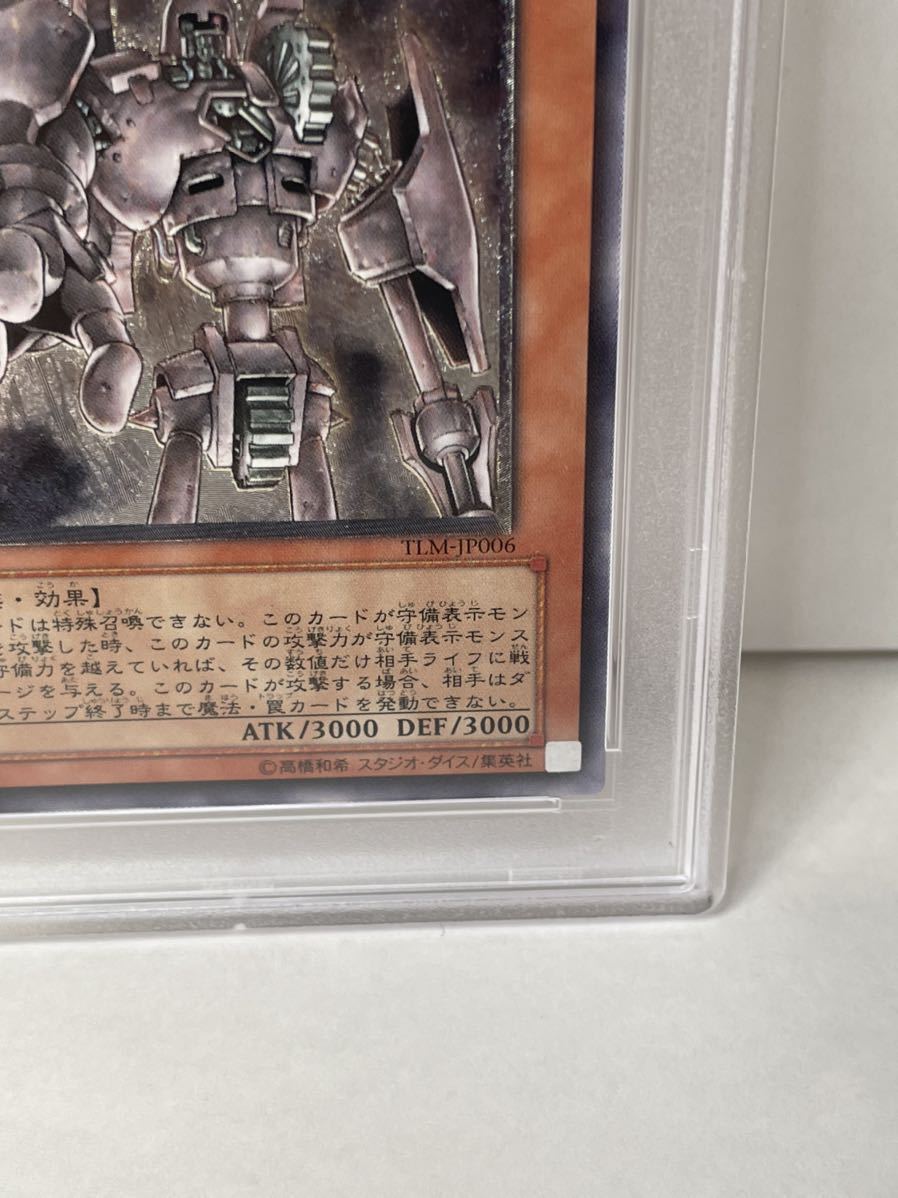 TLM-JP006
・効果】
ドは特殊召喚できない。このカードが守備表示モン
を攻撃した時、このカードの攻撃力が守備表示モンス
守備力を越えていれば、その数値だけ相手ライフに戦
ージを与える。このカードが攻撃する場合、相手はダ
ステップ終了時まで魔法・罠カードを発動できない。
ATK/3000 DEF/3000
©高橋和希 スタジオ・ダイス/集英社